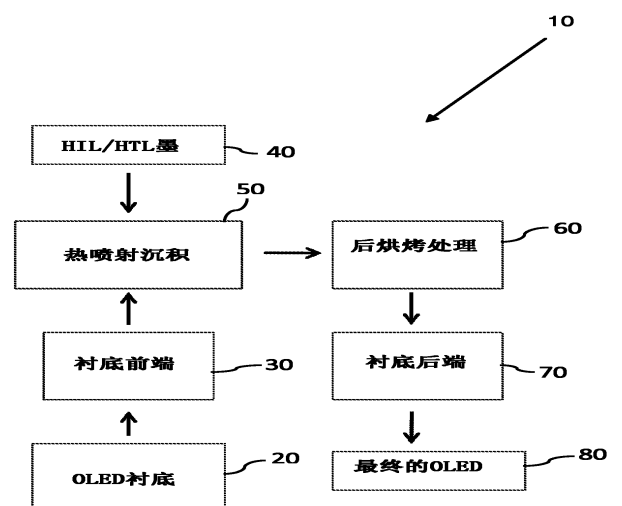 10
HIL/HTL墨
40
50
热喷射沉积
后烘烤处理
60
衬底前端
30
衬底后端
70
OLED衬底
20
最终的OLED
80